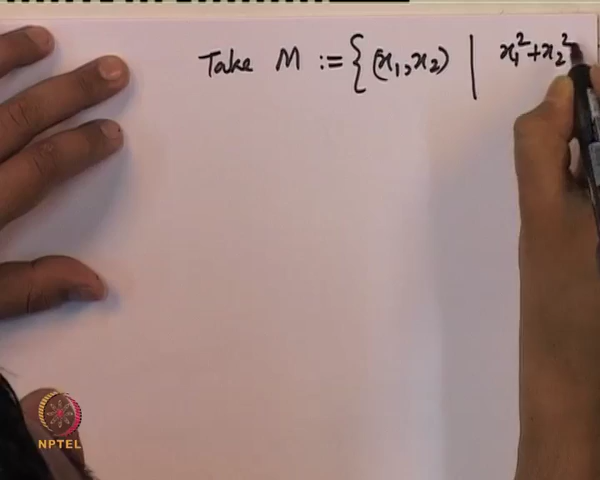 Take M := { (x₁, x₂) | x₁² + x₂²
NPTEL